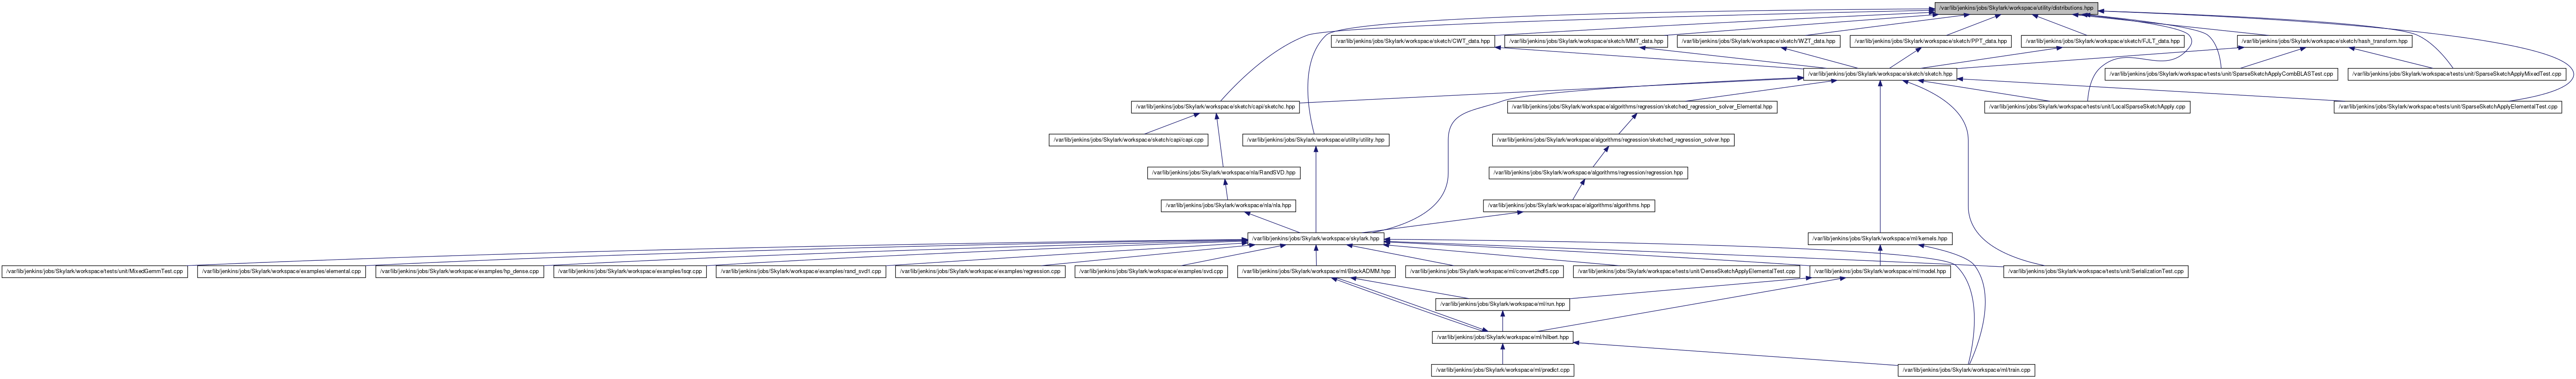 /var/lib/jenkins/jobs/Skylark/workspace/utility/distributions.hpp
/var/lib/jenkins/jobs/Skylark/workspace/sketch/CWT_data.hpp
/var/lib/jenkins/jobs/Skylark/workspace/sketch/MMT_data.hpp
/var/lib/jenkins/jobs/Skylark/workspace/sketch/WZT_data.hpp
/var/lib/jenkins/jobs/Skylark/workspace/sketch/PPT_data.hpp
/var/lib/jenkins/jobs/Skylark/workspace/sketch/FJLT_data.hpp
/var/lib/jenkins/jobs/Skylark/workspace/sketch/hash_transform.hpp
/var/lib/jenkins/jobs/Skylark/workspace/sketch/sketch.hpp
/var/lib/jenkins/jobs/Skylark/workspace/tests/unit/SparseSketchApplyCombBLASTest.cpp
/var/lib/jenkins/jobs/Skylark/workspace/tests/unit/SparseSketchApplyMixedTest.cpp
/var/lib/jenkins/jobs/Skylark/workspace/sketch/capi/sketchc.hpp
/var/lib/jenkins/jobs/Skylark/workspace/algorithms/regression/sketched_regression_solver_Elemental.hpp
/var/lib/jenkins/jobs/Skylark/workspace/tests/unit/LocalSparseSketchApply.cpp
/var/lib/jenkins/jobs/Skylark/workspace/tests/unit/SparseSketchApplyElementalTest.cpp
/var/lib/jenkins/jobs/Skylark/workspace/sketch/capi/capi.cpp
/var/lib/jenkins/jobs/Skylark/workspace/utility/utility.hpp
/var/lib/jenkins/jobs/Skylark/workspace/algorithms/regression/sketched_regression_solver.hpp
/var/lib/jenkins/jobs/Skylark/workspace/nla/RandSVD.hpp
/var/lib/jenkins/jobs/Skylark/workspace/algorithms/regression/regression.hpp
/var/lib/jenkins/jobs/Skylark/workspace/nla/nla.hpp
/var/lib/jenkins/jobs/Skylark/workspace/algorithms/algorithms.hpp
/var/lib/jenkins/jobs/Skylark/workspace/skylark.hpp
/var/lib/jenkins/jobs/Skylark/workspace/ml/kernels.hpp
/var/lib/jenkins/jobs/Skylark/workspace/tests/unit/MixedGemmTest.cpp
/var/lib/jenkins/jobs/Skylark/workspace/examples/elemental.cpp
/var/lib/jenkins/jobs/Skylark/workspace/examples/hp_dense.cpp
/var/lib/jenkins/jobs/Skylark/workspace/examples/lsqr.cpp
/var/lib/jenkins/jobs/Skylark/workspace/examples/rand_svdtt.cpp
/var/lib/jenkins/jobs/Skylark/workspace/examples/regression.cpp
/var/lib/jenkins/jobs/Skylark/workspace/examples/svd.cpp
/var/lib/jenkins/jobs/Skylark/workspace/ml/BlockADMM.hpp
/var/lib/jenkins/jobs/Skylark/workspace/ml/convert2hdf5.cpp
/var/lib/jenkins/jobs/Skylark/workspace/tests/unit/DenseSketchApplyElementalTest.cpp
/var/lib/jenkins/jobs/Skylark/workspace/ml/model.hpp
/var/lib/jenkins/jobs/Skylark/workspace/tests/unit/SerializationTest.cpp
/var/lib/jenkins/jobs/Skylark/workspace/ml/run.hpp
/var/lib/jenkins/jobs/Skylark/workspace/ml/hilbert.hpp
/var/lib/jenkins/jobs/Skylark/workspace/ml/predict.cpp
/var/lib/jenkins/jobs/Skylark/workspace/ml/train.cpp